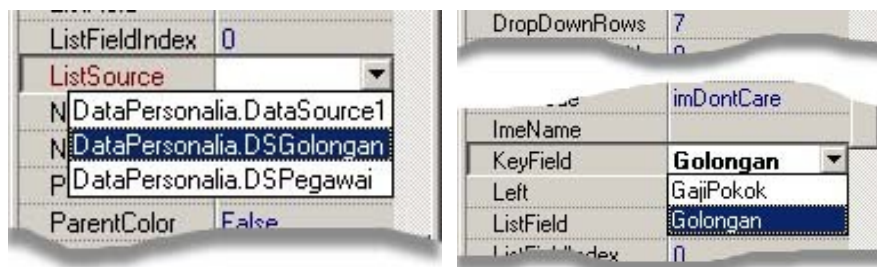 ListFieldIndex 0
ListSource
N DataPersonalia.DataSource1
N DataPersonalia.DSGolongan
P DataPersonalia.DSPegawai
ParentColor False
DropDownRows 7
imDontCare
ImeName
KeyField Golongan
Left GajiPokok
ListField Golongan
ListFieldIndex 0